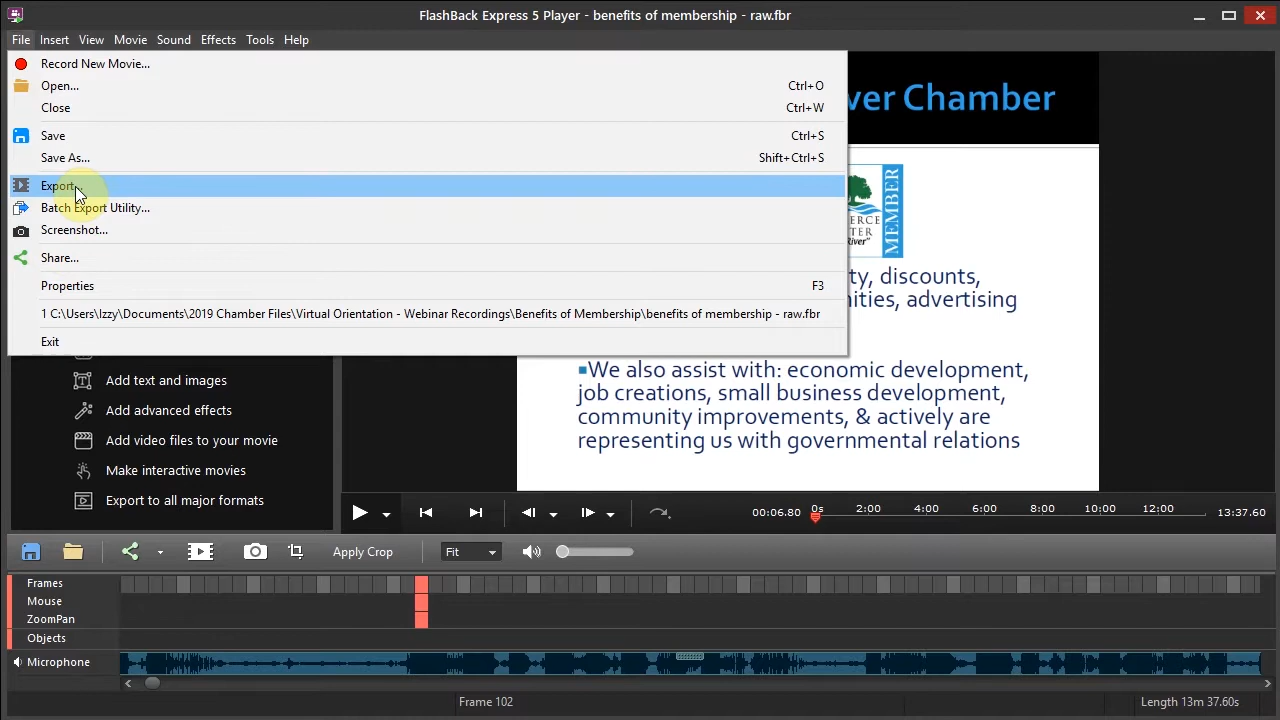 FlashBack Express 5 Player - benefits of membership - raw.fbr
File Insert View Movie Sound Effects Tools Help
Record New Movie...
Open... Ctrl+O
Close Ctrl+W
Save Ctrl+S
Save As... Shift+Ctrl+S
Export...
Batch Export Utility...
Screenshot...
Share...
Properties F3
1 C:\Users\Izzy\Documents\2019 Chamber Files\Virtual Orientation - Webinar Recordings\Benefits of Membership\benefits of membership - raw.fbr
Exit
ver Chamber
MEMBER
ERCE
TER
River"
ty, discounts,
nities, advertising
▪We also assist with: economic development,
job creations, small business development,
community improvements, & actively are
representing us with governmental relations
Add text and images
Add advanced effects
Add video files to your movie
Make interactive movies
Export to all major formats
00:06.80 0s 2:00 4:00 6:00 8:00 10:00 12:00 13:37.60
Apply Crop Fit
Frames
Mouse
ZoomPan
Objects
Microphone
Frame 102 Length 13m 37.60s